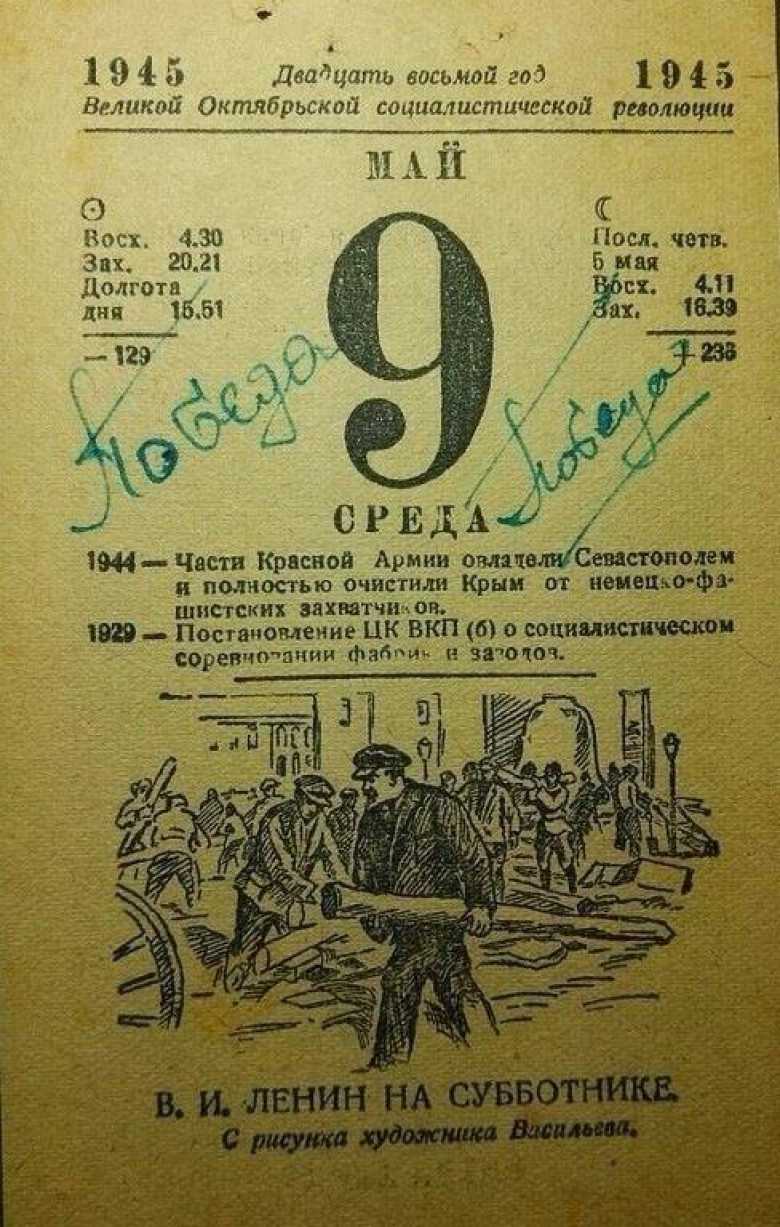 1945 Двадцать восьмой год 1945
Великой Октябрьской социалистической революции
МАЙ
Восх. 4.30
Зах. 20.21
Долгота
дня 15.51
— 129
9
Посл. четв.
5 мая
Восх. 4.11
Зах. 16.39
+ 236
Победа
Победа
СРЕДА
1944 — Части Красной Армии овладели Севастополем
и полностью очистили Крым от немецко-фа-
шистских захватчиков.
1929 — Постановление ЦК ВКП (б) о социалистическом
соревновании фабрик и заводов.
В. И. ЛЕНИН НА СУББОТНИКЕ.
С рисунка художника Васильева.